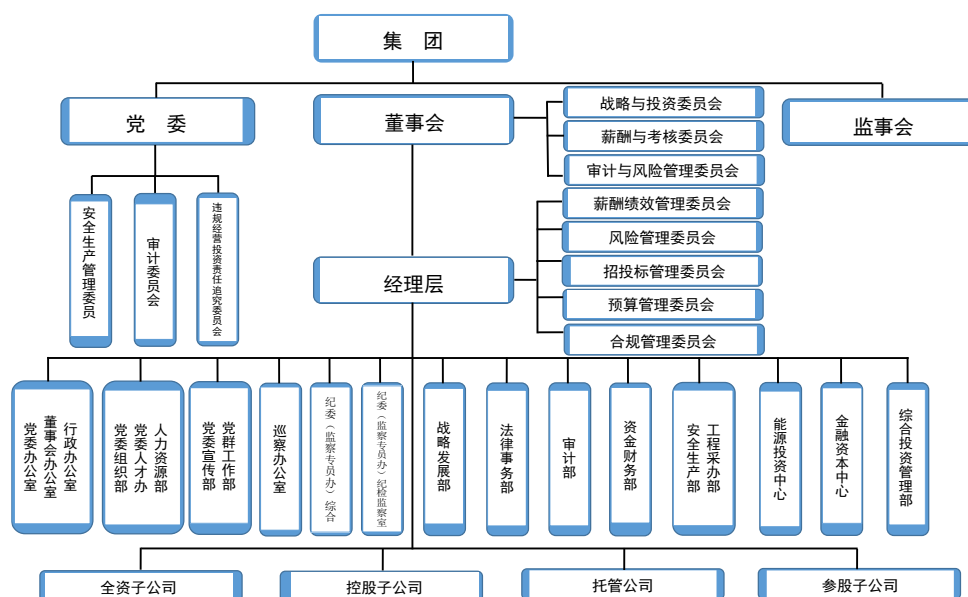 集 团
党 委
董事会
监事会
战略与投资委员会
薪酬与考核委员会
审计与风险管理委员会
安全生产管理委员
审计委员会
违规经营投资责任追究委员会
经理层
薪酬绩效管理委员会
风险管理委员会
招投标管理委员会
预算管理委员会
合规管理委员会
行政办公室
董事会办公室
党委办公室
人力资源部
党委人才办
党委组织部
党群工作部
党委宣传部
巡察办公室
纪委（监察专员办）综合
纪委（监察专员办）纪检监察室
战略发展部
法律事务部
审计部
资金财务部
工程采办部
安全生产部
能源投资中心
金融资本中心
综合投资管理部
全资子公司
控股子公司
托管公司
参股子公司